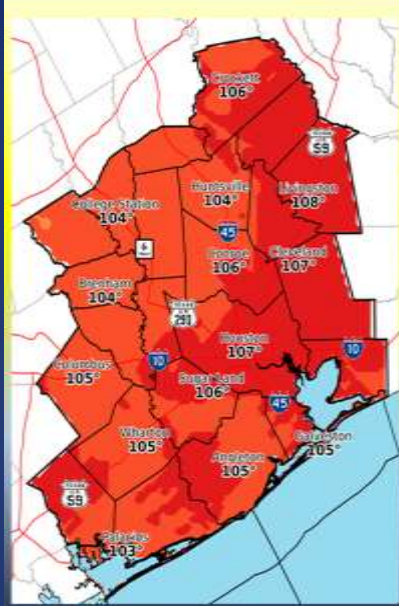 Crockett
106°
59
Huntsville
104°
Livingston
108°
College Station
104°
45
6
Conroe
106°
Cleveland
107°
Brenham
104°
290
Houston
107°
10
10
Columbus
105°
Sugar Land
106°
45
Wharton
105°
Angleton
105°
Galveston
105°
59
Palacios
103°